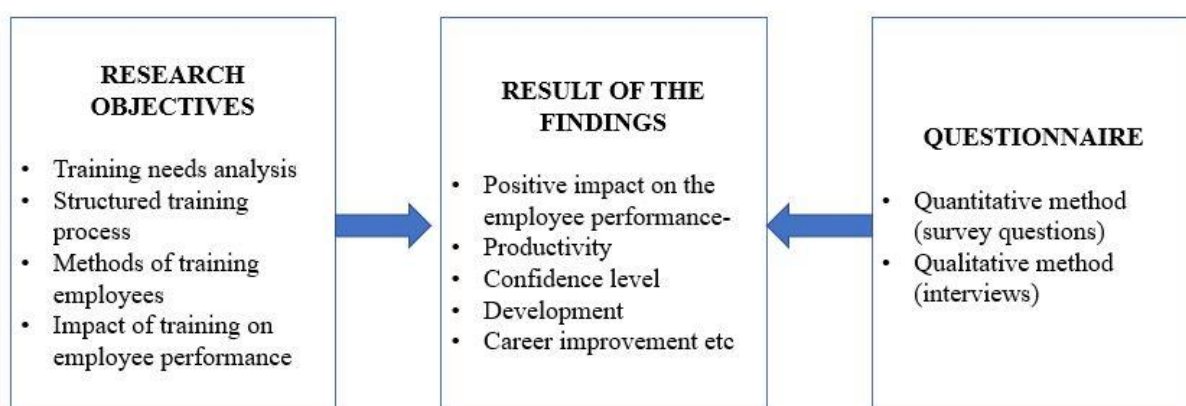 RESEARCH
OBJECTIVES
• Training needs analysis
• Structured training
process
• Methods of training
employees
• Impact of training on
employee performance
RESULT OF THE
FINDINGS
• Positive impact on the
employee performance-
• Productivity
• Confidence level
• Development
• Career improvement etc
QUESTIONNAIRE
• Quantitative method
(survey questions)
• Qualitative method
(interviews)